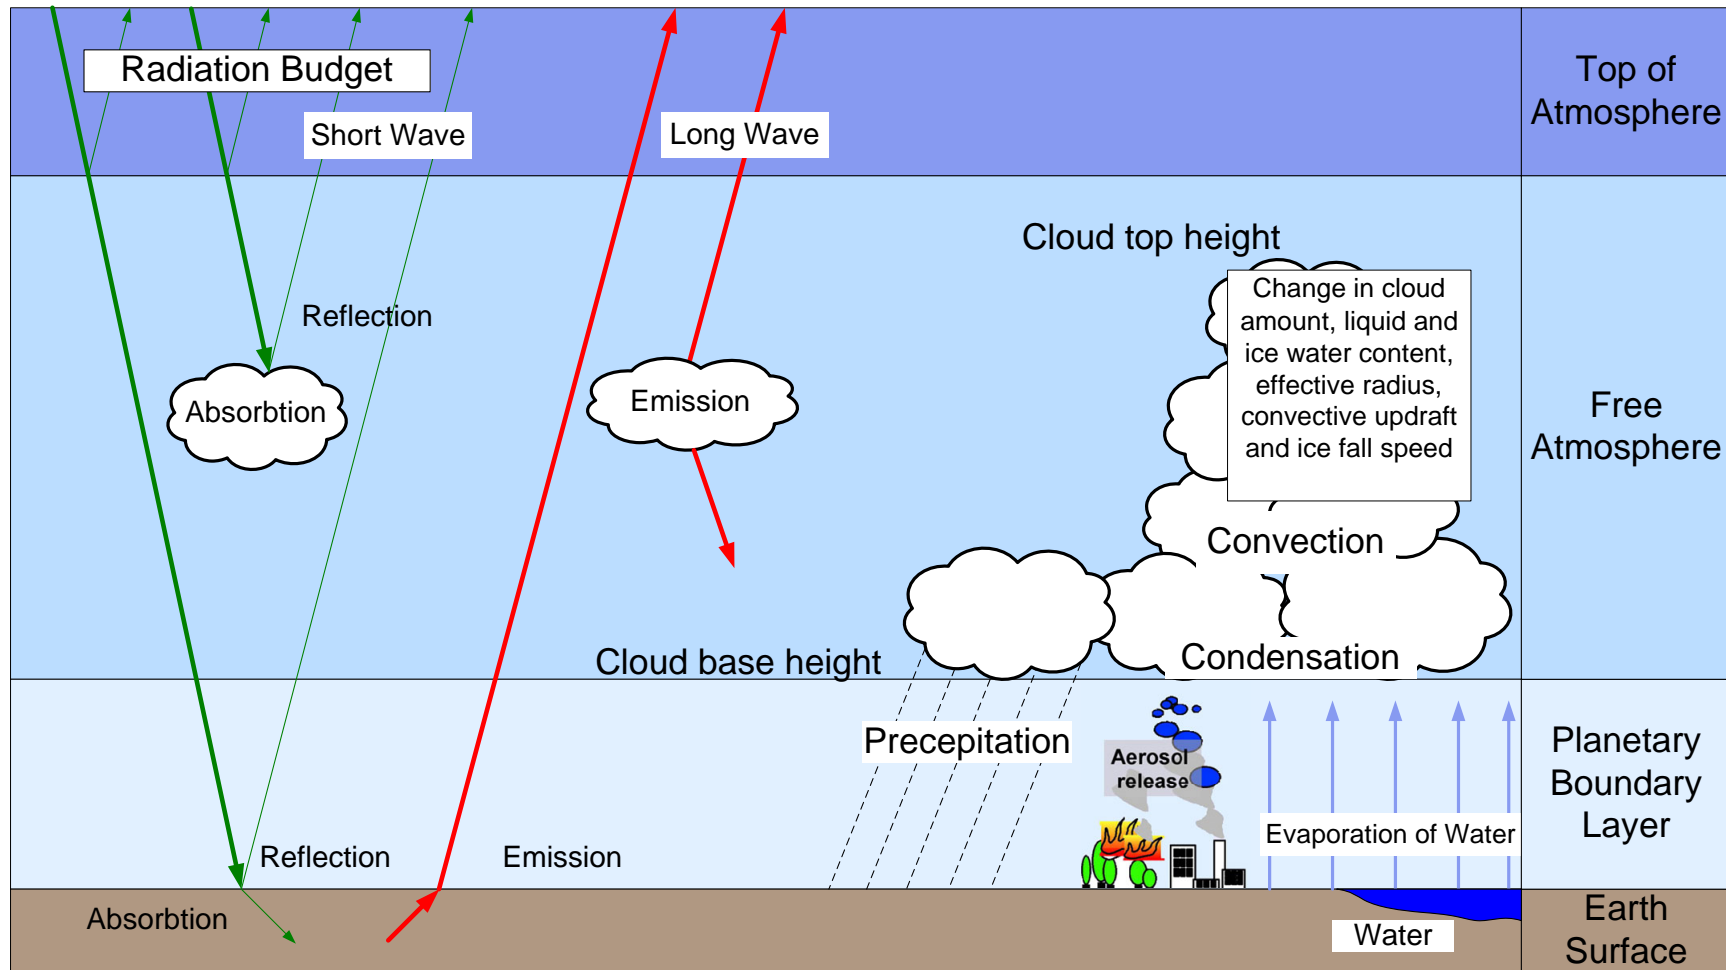 Radiation Budget
Short Wave
Long Wave
Top of
Atmosphere
Cloud top height
Change in cloud
amount, liquid and
ice water content,
effective radius,
convective updraft
and ice fall speed
Reflection
Absorbtion
Emission
Free
Atmosphere
Convection
Cloud base height
Condensation
Precepitation
Aerosol
release
Planetary
Boundary
Layer
Evaporation of Water
Reflection
Emission
Absorbtion
Water
Earth
Surface